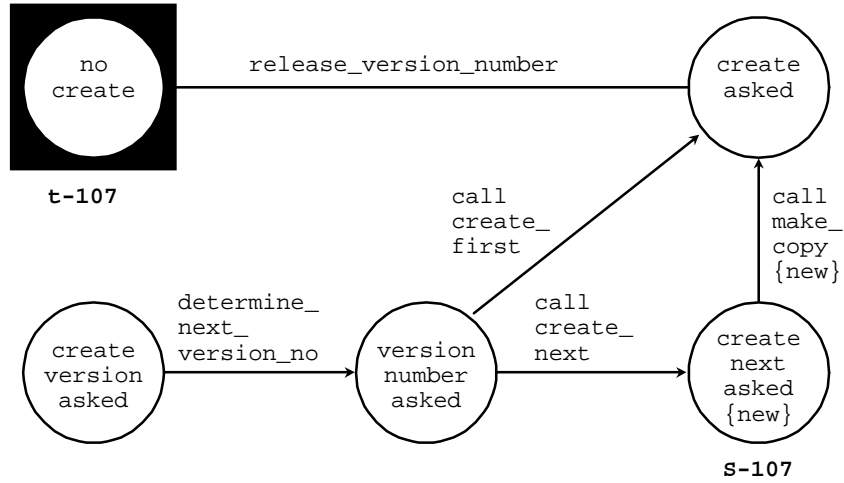 no
create
release_version_number
create
asked
t-107
call
create_
first
call
make_
copy
{new}
determine_
next_
version_no
call
create_
next
create
version
asked
version
number
asked
create
next
asked
{new}
S-107